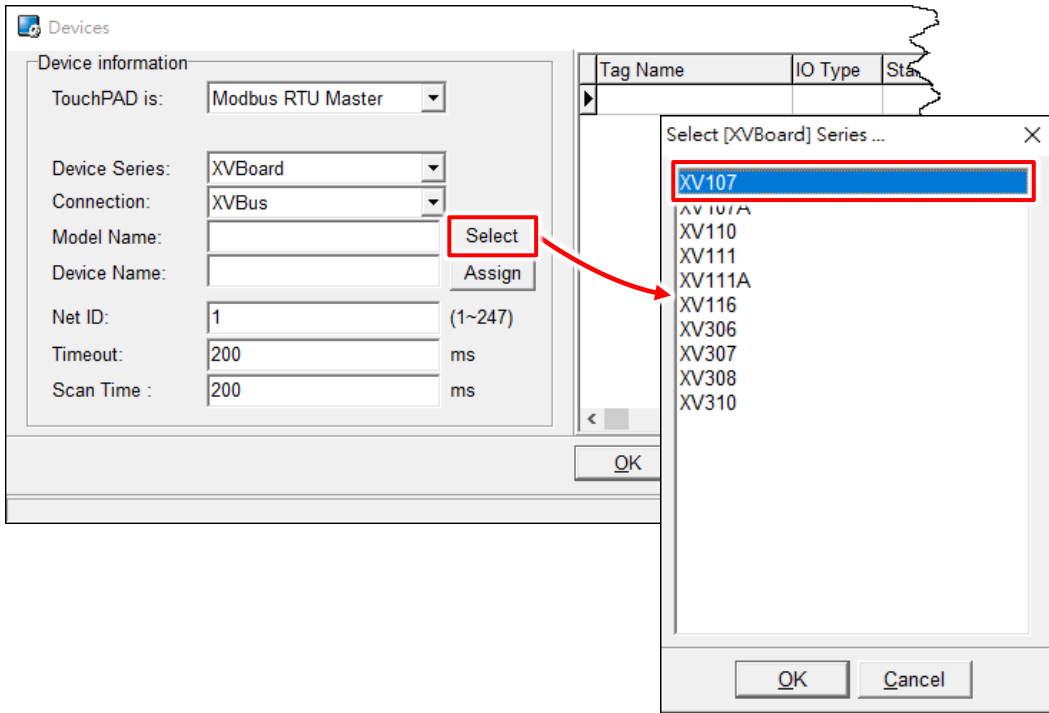 Devices
Device information
TouchPAD is: Modbus RTU Master
Device Series: XVBoard
Connection: XVBus
Model Name: Select
Device Name: Assign
Net ID: 1 (1~247)
Timeout: 200 ms
Scan Time : 200 ms
Tag Name IO Type
OK
Select [XVBoard] Series ...
XV107
XV107A
XV110
XV111
XV111A
XV116
XV306
XV307
XV308
XV310
OK Cancel